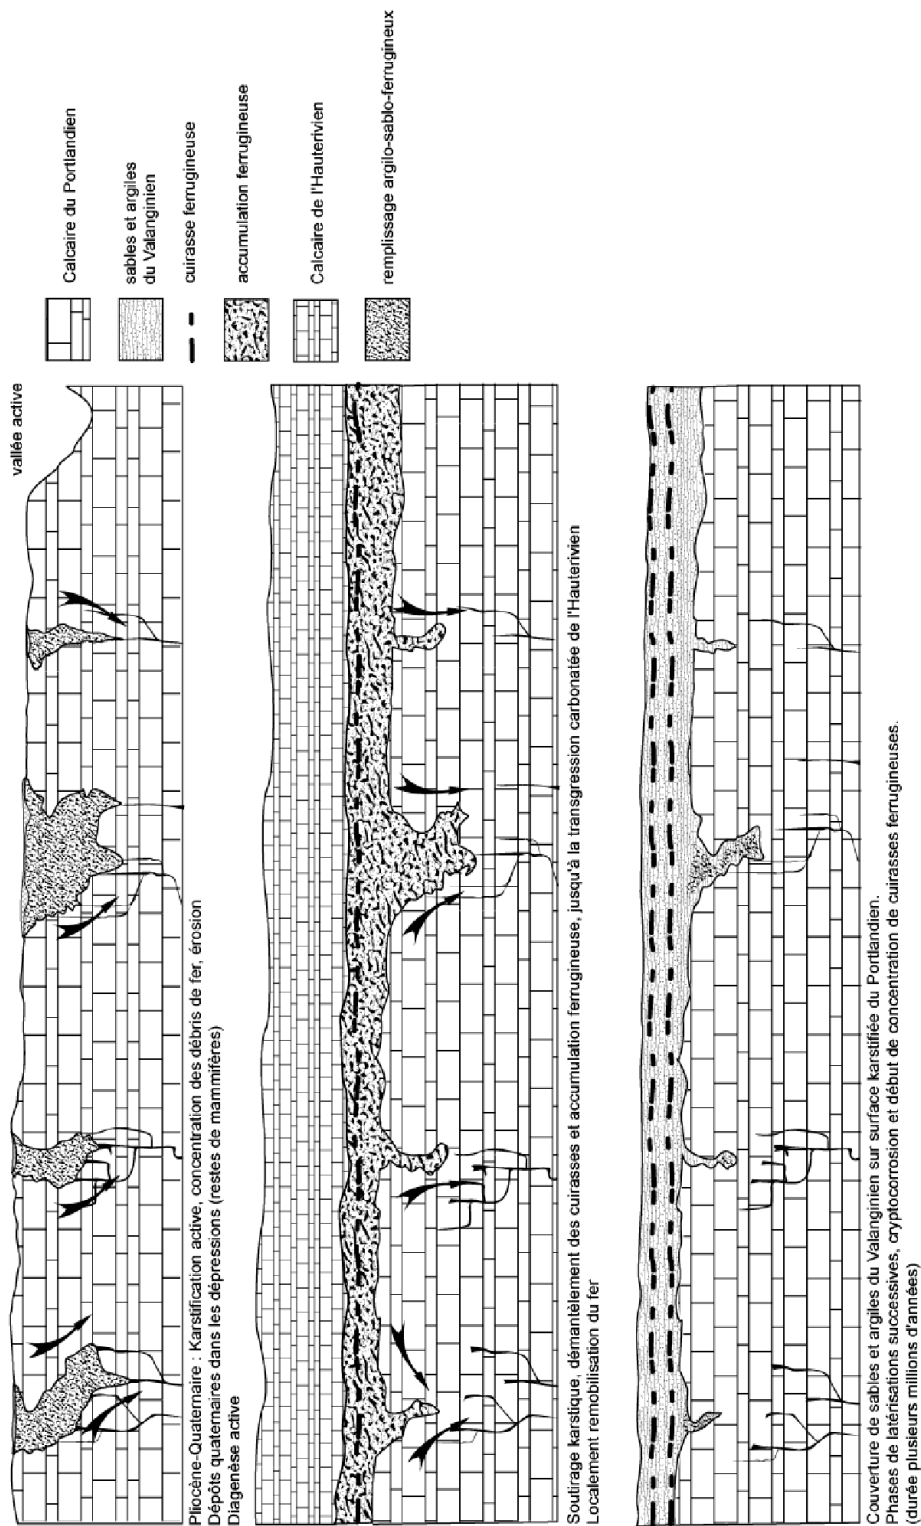 vallée active
Pliocène-Quaternaire : Karstification active, concentration des débris de fer, érosion
Dépôts quaternaires dans les dépressions (restes de mammifères)
Diagenèse active
Soutirage karstique, démantèlement des cuirasses et accumulation ferrugineuse, jusqu'à la transgression carbonatée de l'Hauterivien
Localement remobilisation du fer
Couverture de sables et argiles du Valanginien sur surface karstifiée du Portlandien.
Phases de latérisations successives, cryptocorrosion et début de concentration de cuirasses ferrugineuses.
(durée plusieurs millions d'années)
Calcaire du Portlandien
sables et argiles
du Valanginien
cuirasse ferrugineuse
accumulation ferrugineuse
Calcaire de l'Hauterivien
remplissage argilo-sablo-ferrugineux